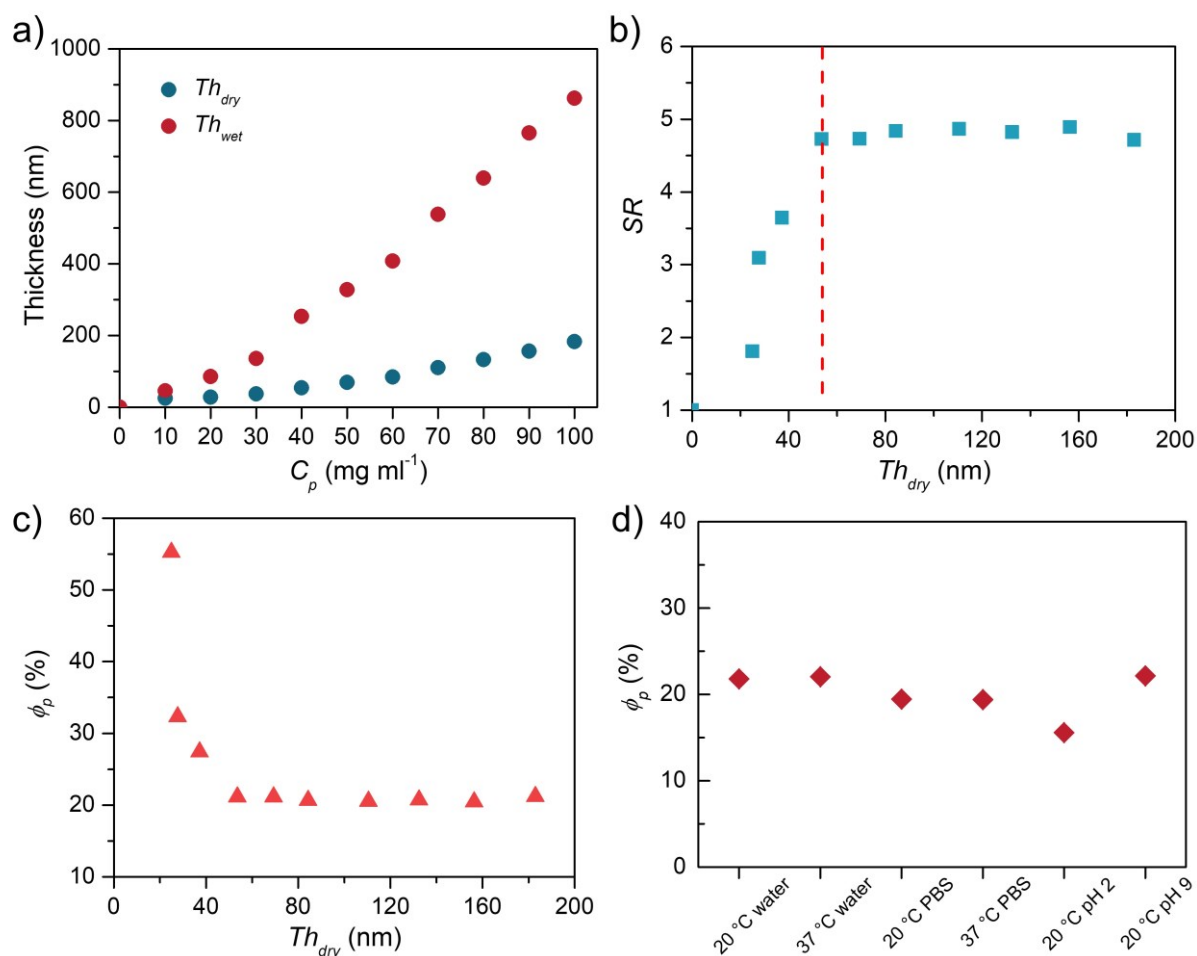 a)
1000
800
600
400
200
0
Thickness (nm)
Th_dry
Th_wet
0 10 20 30 40 50 60 70 80 90 100
C_p (mg ml⁻¹)
b)
6
5
4
3
2
1
SR
0 40 80 120 160 200
Th_dry (nm)
c)
60
50
40
30
20
10
ϕ_p (%)
0 40 80 120 160 200
Th_dry (nm)
d)
40
30
20
10
0
ϕ_p (%)
20 °C water
37 °C water
20 °C PBS
37 °C PBS
20 °C pH 2
20 °C pH 9